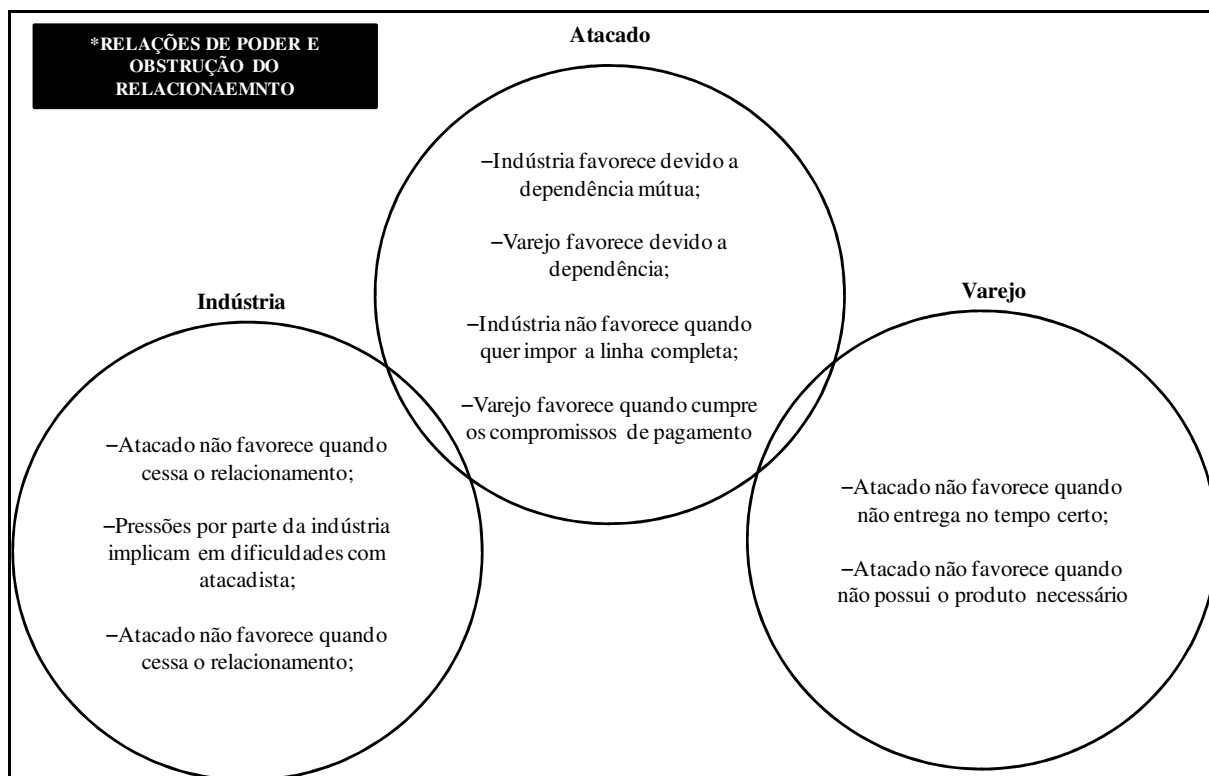 *RELAÇÕES DE PODER E
OBSTRUÇÃO DO
RELACIONAEMNTO
Atacado
–Indústria favorece devido a
dependência mútua;
–Varejo favorece devido a
dependência;
–Indústria não favorece quando
quer impor a linha completa;
–Varejo favorece quando cumpre
os compromissos de pagamento
Indústria
–Atacado não favorece quando
cessa o relacionamento;
–Pressões por parte da indústria
implicam em dificuldades com
atacadista;
–Atacado não favorece quando
cessa o relacionamento;
Varejo
–Atacado não favorece quando
não entrega no tempo certo;
–Atacado não favorece quando
não possui o produto necessário